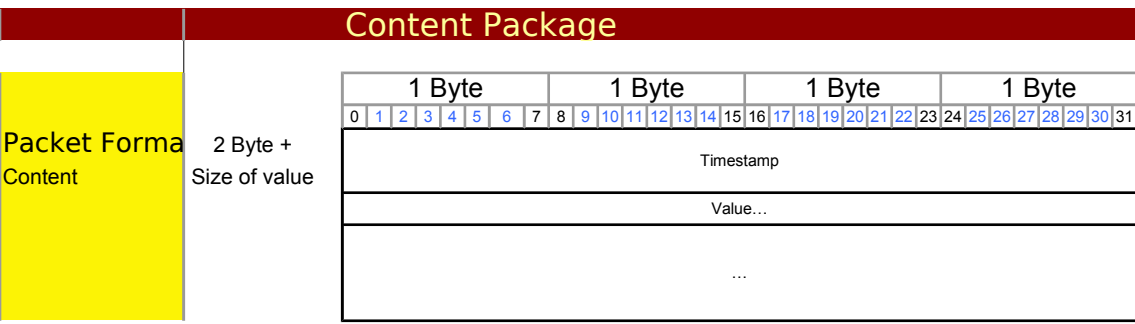 Content Package
1 Byte 1 Byte 1 Byte 1 Byte
0 1 2 3 4 5 6 7 8 9 10 11 12 13 14 15 16 17 18 19 20 21 22 23 24 25 26 27 28 29 30 31
Packet Forma 2 Byte +
Content Size of value
Timestamp
Value…
…